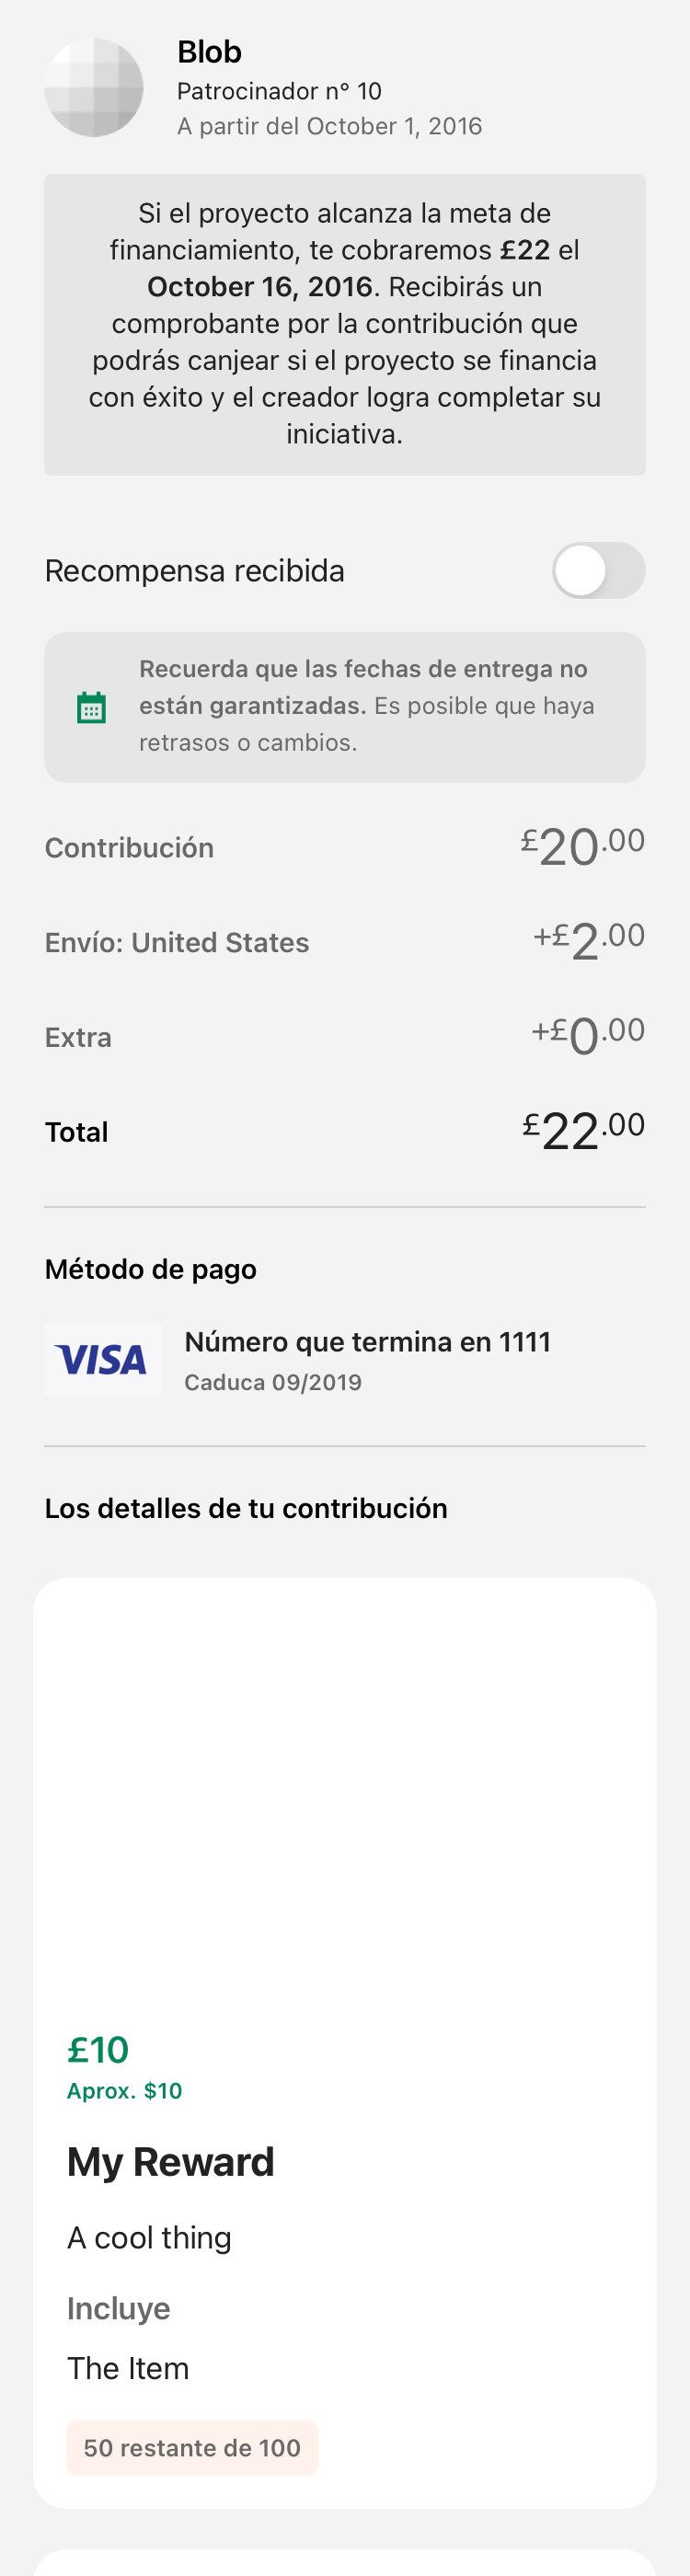 Blob
Patrocinador n° 10
A partir del October 1, 2016
Si el proyecto alcanza la meta de
financiamiento, te cobraremos £22 el
October 16, 2016. Recibirás un
comprobante por la contribución que
podrás canjear si el proyecto se financia
con éxito y el creador logra completar su
iniciativa.
Recompensa recibida
Recuerda que las fechas de entrega no
están garantizadas. Es posible que haya
retrasos o cambios.
Contribución £20.00
Envío: United States +£2.00
Extra +£0.00
Total £22.00
Método de pago
VISA
Número que termina en 1111
Caduca 09/2019
Los detalles de tu contribución
£10
Aprox. $10
My Reward
A cool thing
Incluye
The Item
50 restante de 100